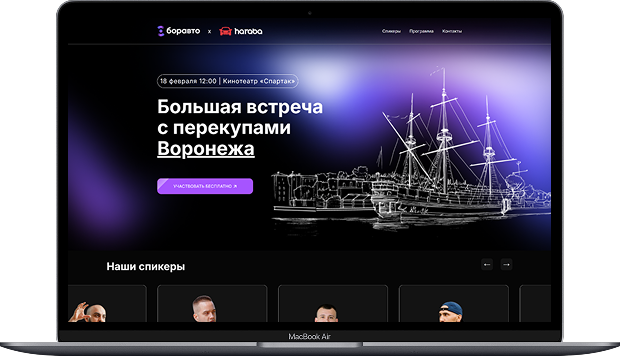 боравто x haraba
Спикеры Программа Контакты
18 февраля 12:00 | Кинотеатр «Спартак»
Большая встреча
с перекупами
Воронежа
УЧАСТВОВАТЬ БЕСПЛАТНО »
Наши спикеры
MacBook Air